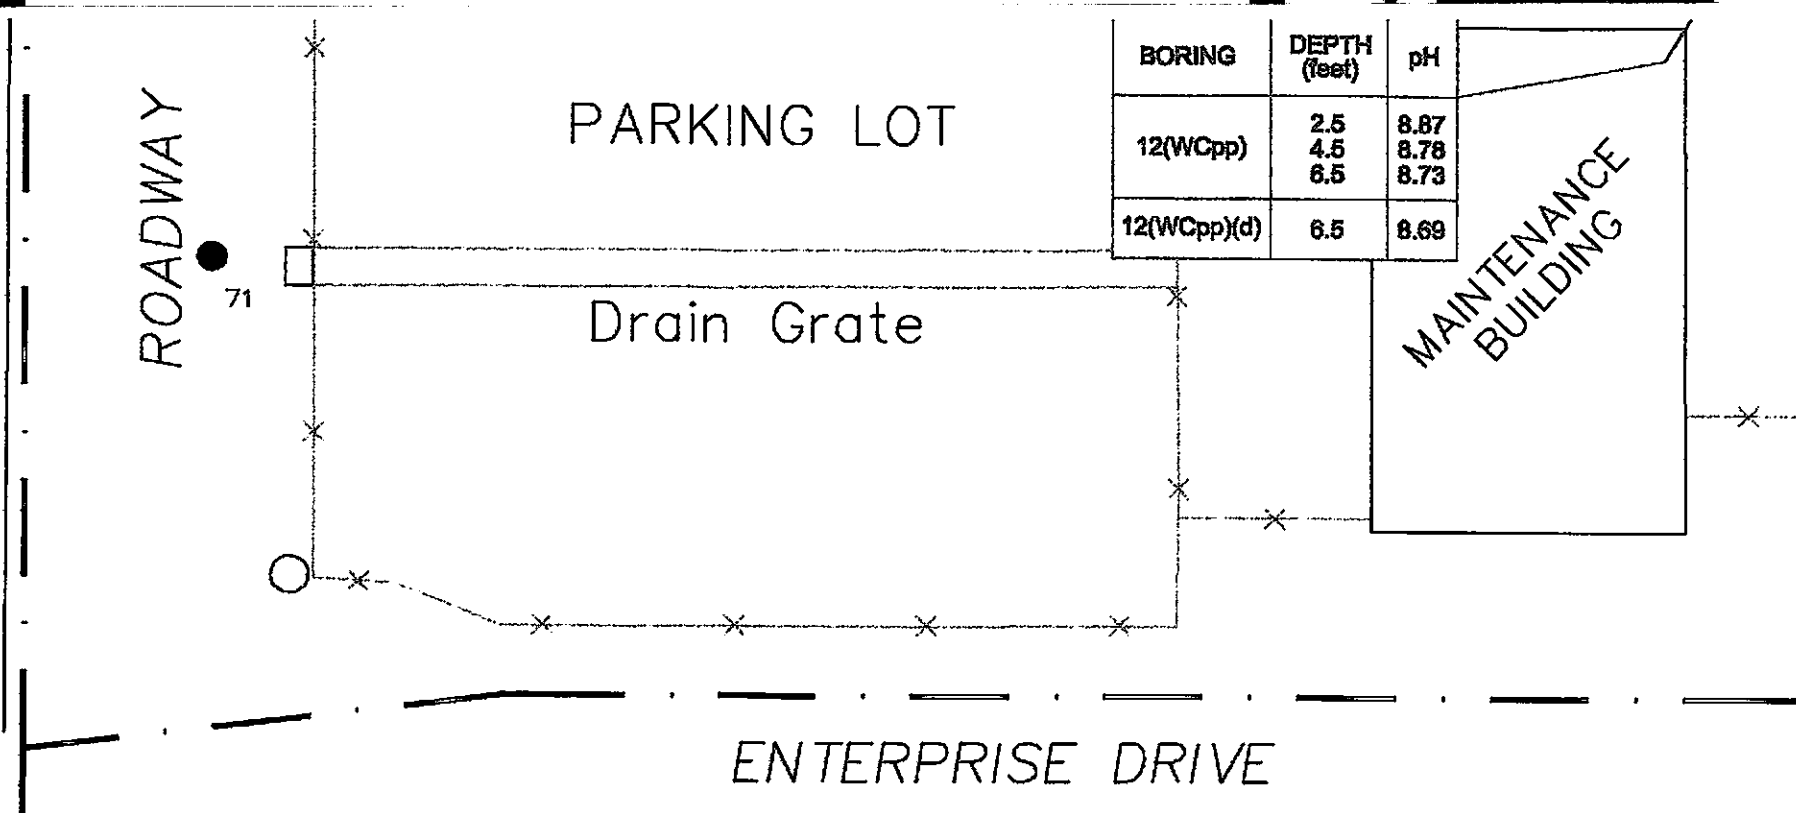 BORING DEPTH (feet) pH
12(WCpp) 2.5 8.87
4.5 8.78
6.5 8.73
12(WCpp)(d) 6.5 8.69
PARKING LOT
ROADWAY
71
Drain Grate
MAINTENANCE
BUILDING
ENTERPRISE DRIVE